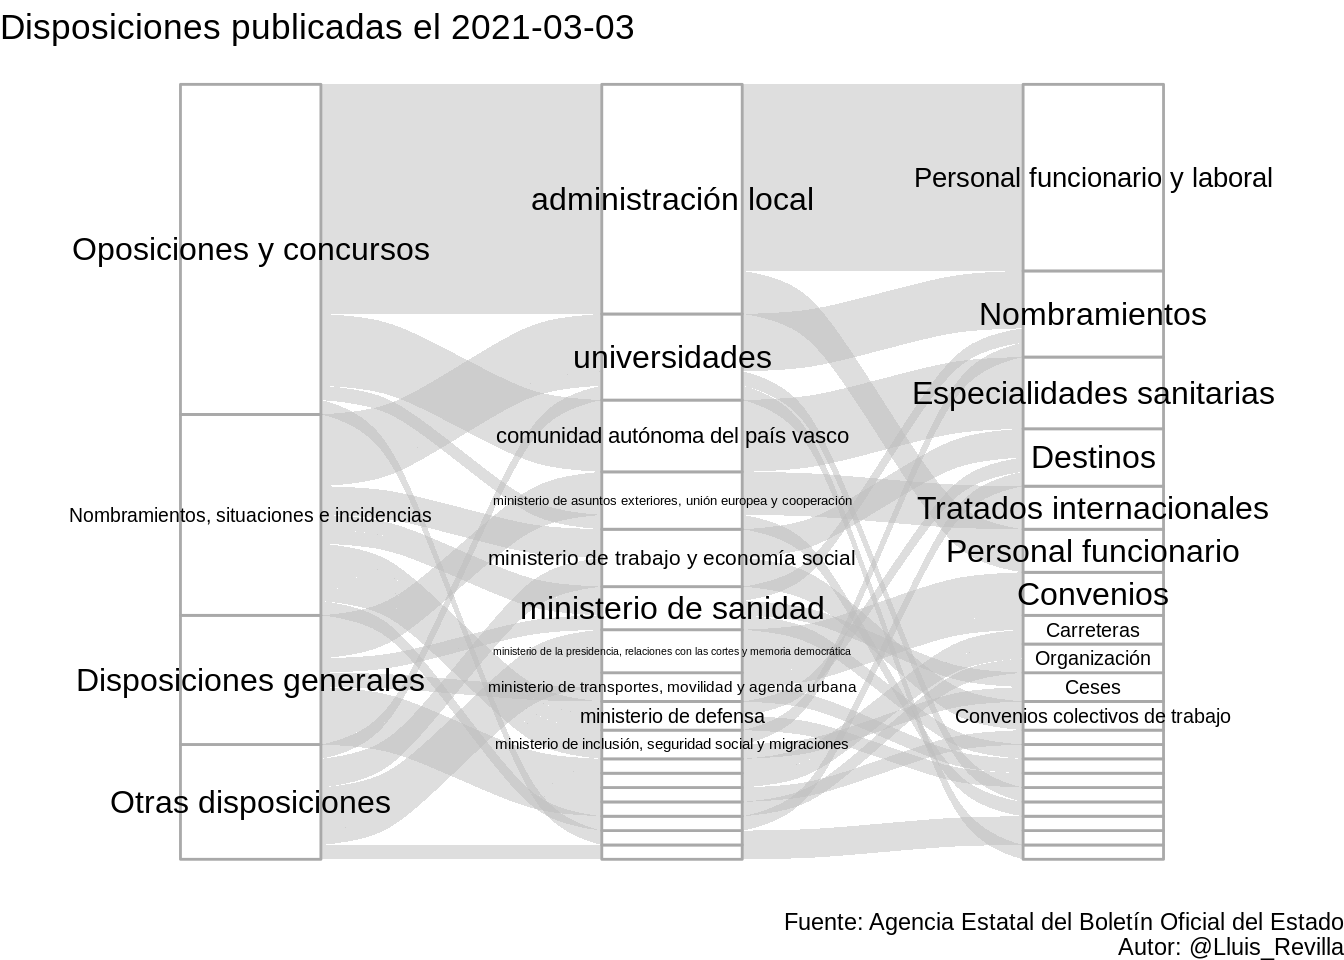 Disposiciones publicadas el 2021-03-03
Oposiciones y concursos
Nombramientos, situaciones e incidencias
Disposiciones generales
Otras disposiciones
administración local
universidades
comunidad autónoma del país vasco
ministerio de asuntos exteriores, unión europea y cooperación
ministerio de trabajo y economía social
ministerio de sanidad
ministerio de la presidencia, relaciones con las cortes y memoria democrática
ministerio de transportes, movilidad y agenda urbana
ministerio de defensa
ministerio de inclusión, seguridad social y migraciones
Personal funcionario y laboral
Nombramientos
Especialidades sanitarias
Destinos
Tratados internacionales
Personal funcionario
Convenios
Carreteras
Organización
Ceses
Convenios colectivos de trabajo
Fuente: Agencia Estatal del Boletín Oficial del Estado
Autor: @Lluis_Revilla